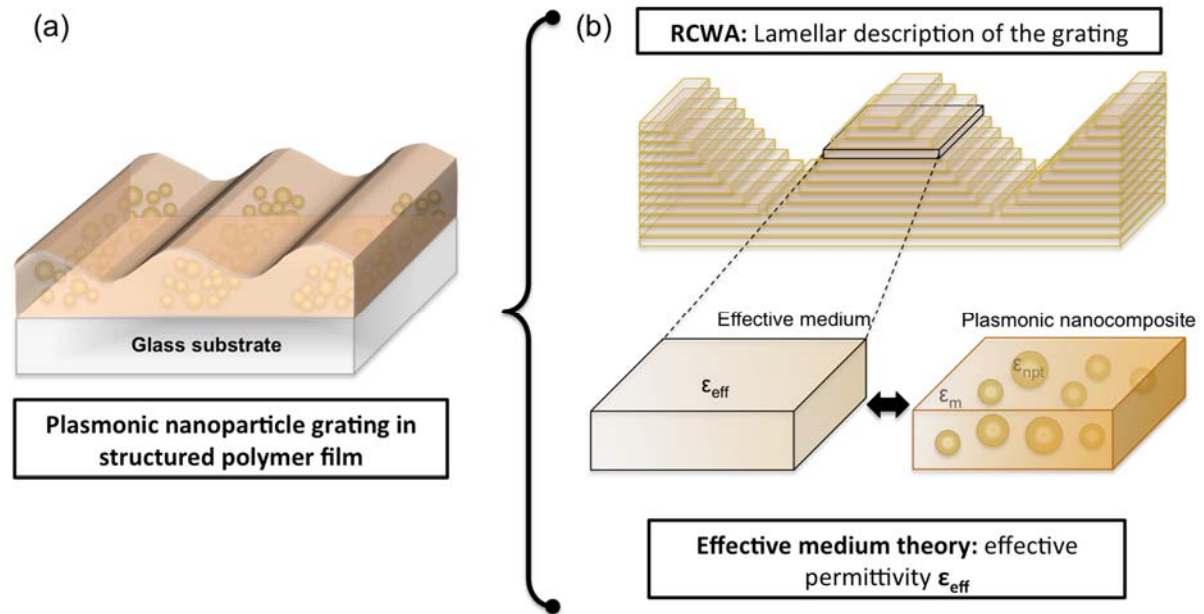 (a)
Glass substrate
Plasmonic nanoparticle grating in
structured polymer film
(b)
RCWA: Lamellar description of the grating
Effective medium
Plasmonic nanocomposite
εeff
εm
εnpt
Effective medium theory: effective
permittivity εeff